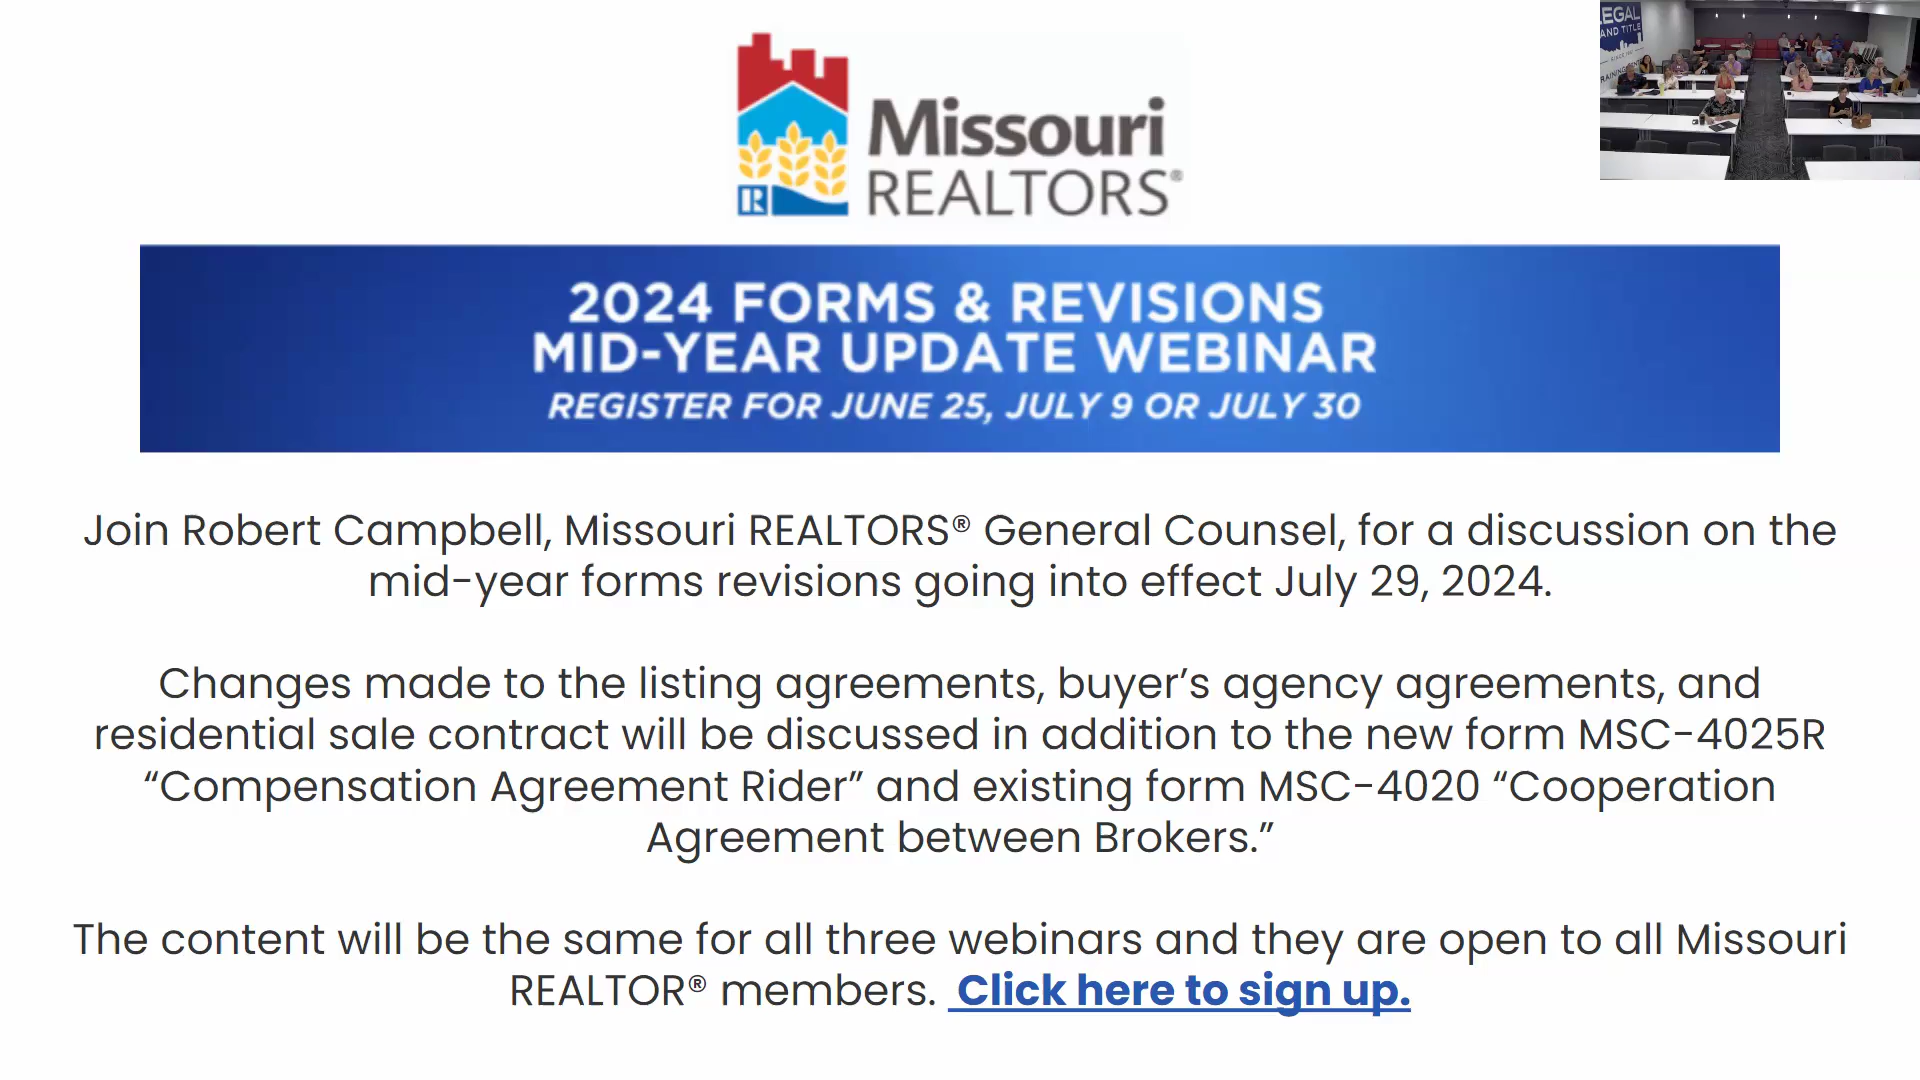 Missouri
REALTORS®
EGAL
AND TITLE
2024 FORMS & REVISIONS
MID-YEAR UPDATE WEBINAR
REGISTER FOR JUNE 25, JULY 9 OR JULY 30
Join Robert Campbell, Missouri REALTORS® General Counsel, for a discussion on the
mid-year forms revisions going into effect July 29, 2024.
Changes made to the listing agreements, buyer’s agency agreements, and
residential sale contract will be discussed in addition to the new form MSC-4025R
“Compensation Agreement Rider” and existing form MSC-4020 “Cooperation
Agreement between Brokers.”
The content will be the same for all three webinars and they are open to all Missouri
REALTOR® members. Click here to sign up.